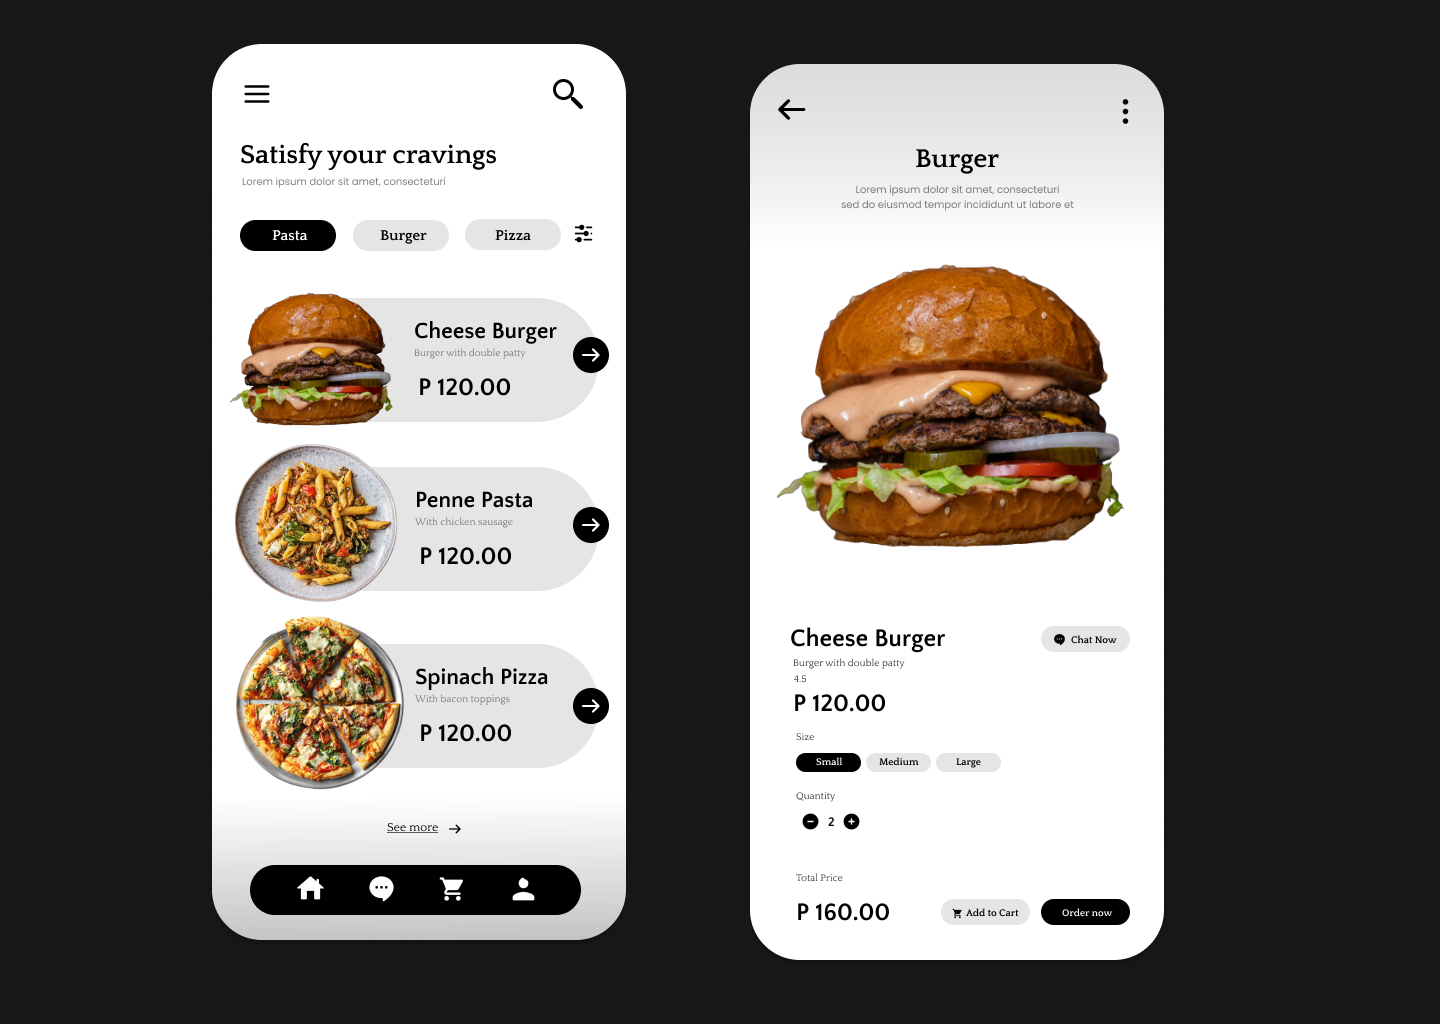 Satisfy your cravings
Lorem ipsum dolor sit amet, consecteturi
Pasta
Burger
Pizza
Cheese Burger
Burger with double patty
P 120.00
Penne Pasta
With chicken sausage
P 120.00
Spinach Pizza
With bacon toppings
P 120.00
See more
Burger
Lorem ipsum dolor sit amet, consecteturi
sed do eiusmod tempor incididunt ut labore et
Cheese Burger
Chat Now
Burger with double patty
4.5
P 120.00
Size
Small
Medium
Large
Quantity
2
Total Price
P 160.00
Add to Cart
Order now